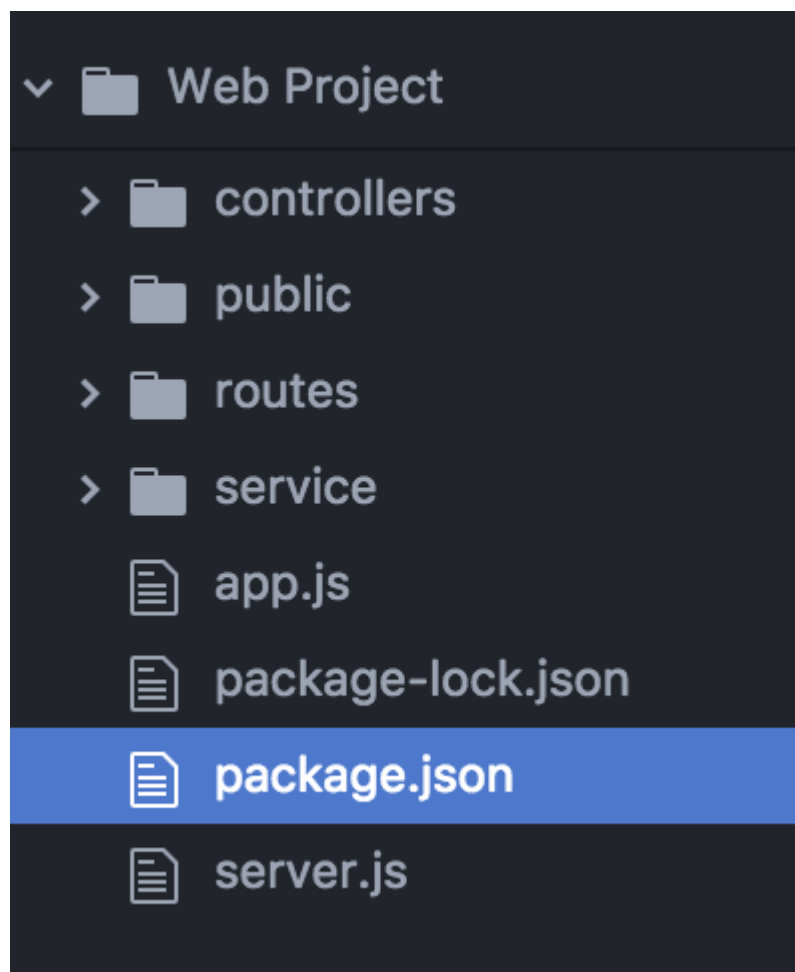 Web Project
controllers
public
routes
service
app.js
package-lock.json
package.json
server.js